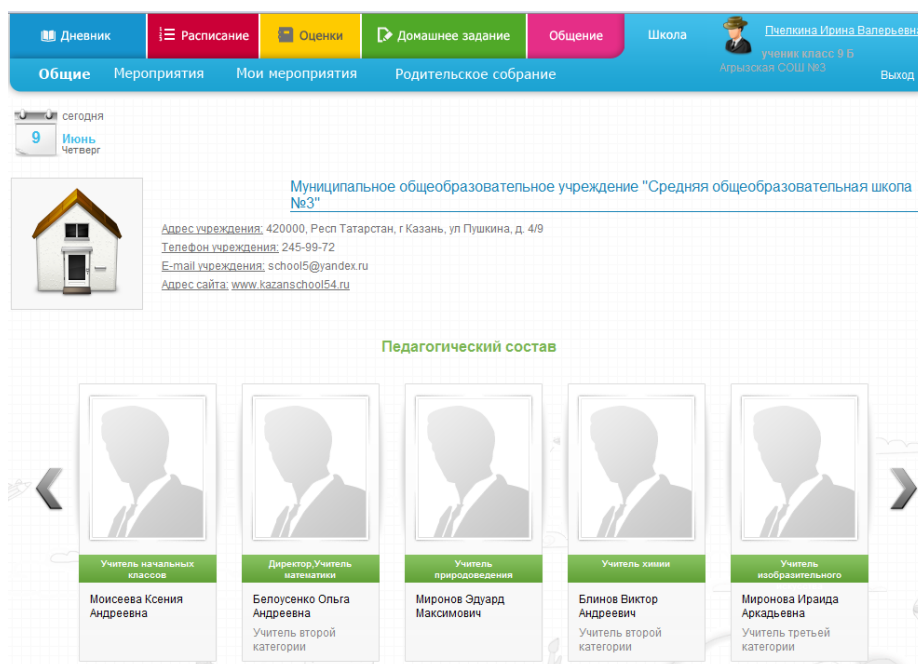 Дневник
Расписание
Оценки
Домашнее задание
Общение
Школа
Пчелкина Ирина Валерьевна
ученик класс 9 Б
Агрызская СОШ №3
Выход
Общие
Мероприятия
Мои мероприятия
Родительское собрание
сегодня
9
Июнь
Четверг
Муниципальное общеобразовательное учреждение "Средняя общеобразовательная школа
№3"
Адрес учреждения: 420000, Респ Татарстан, г Казань, ул Пушкина, д. 4/9
Телефон учреждения: 245-99-72
E-mail учреждения: school5@yandex.ru
Адрес сайта: www.kazanschool54.ru
Педагогический состав
Учитель начальных
классов
Моисеева Ксения
Андреевна
Директор,Учитель
математики
Белоусенко Ольга
Андреевна
Учитель второй
категории
Учитель
природоведения
Миронов Эдуард
Максимович
Учитель химии
Блинов Виктор
Андреевич
Учитель второй
категории
Учитель
изобразительного
Миронова Ираида
Аркадьевна
Учитель третьей
категории